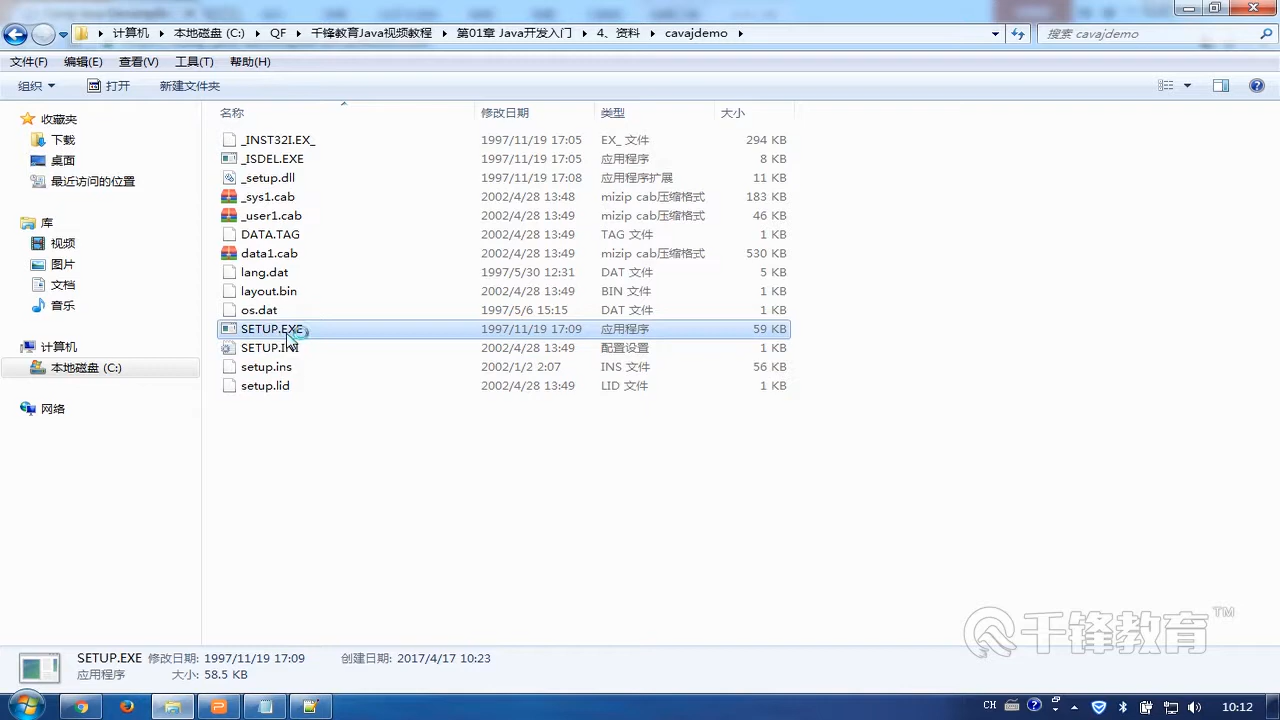 计算机 本地磁盘 (C:) QF 千锋教育Java视频教程 第01章 Java开发入门 4、资料 cavajdemo 搜索 cavajdemo
文件(F) 编辑(E) 查看(V) 工具(T) 帮助(H)
组织 打开 新建文件夹
名称 修改日期 类型 大小
收藏夹
下载
桌面
最近访问的位置
库
视频
图片
文档
音乐
计算机
本地磁盘 (C:)
网络
_INST32I.EX_ 1997/11/19 17:05 EX_ 文件 294 KB
_ISDEL.EXE 1997/11/19 17:05 应用程序 8 KB
_setup.dll 1997/11/19 17:08 应用程序扩展 11 KB
_sys1.cab 2002/4/28 13:48 mizip cab压缩格式 183 KB
_user1.cab 2002/4/28 13:49 mizip cab压缩格式 46 KB
DATA.TAG 2002/4/28 13:49 TAG 文件 1 KB
data1.cab 2002/4/28 13:49 mizip cab压缩格式 530 KB
lang.dat 1997/5/30 12:31 DAT 文件 5 KB
layout.bin 2002/4/28 13:49 BIN 文件 1 KB
os.dat 1997/5/6 15:15 DAT 文件 1 KB
SETUP.EXE 1997/11/19 17:09 应用程序 59 KB
SETUP.INI 2002/4/28 13:49 配置设置 1 KB
setup.ins 2002/1/2 2:07 INS 文件 56 KB
setup.lid 2002/4/28 13:49 LID 文件 1 KB
千锋教育TM
SETUP.EXE 修改日期: 1997/11/19 17:09 创建日期: 2017/4/17 10:23
应用程序 大小: 58.5 KB
CH 10:12